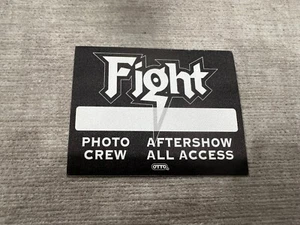 Fight
PHOTO AFTERSHOW
CREW ALL ACCESS
OTTO